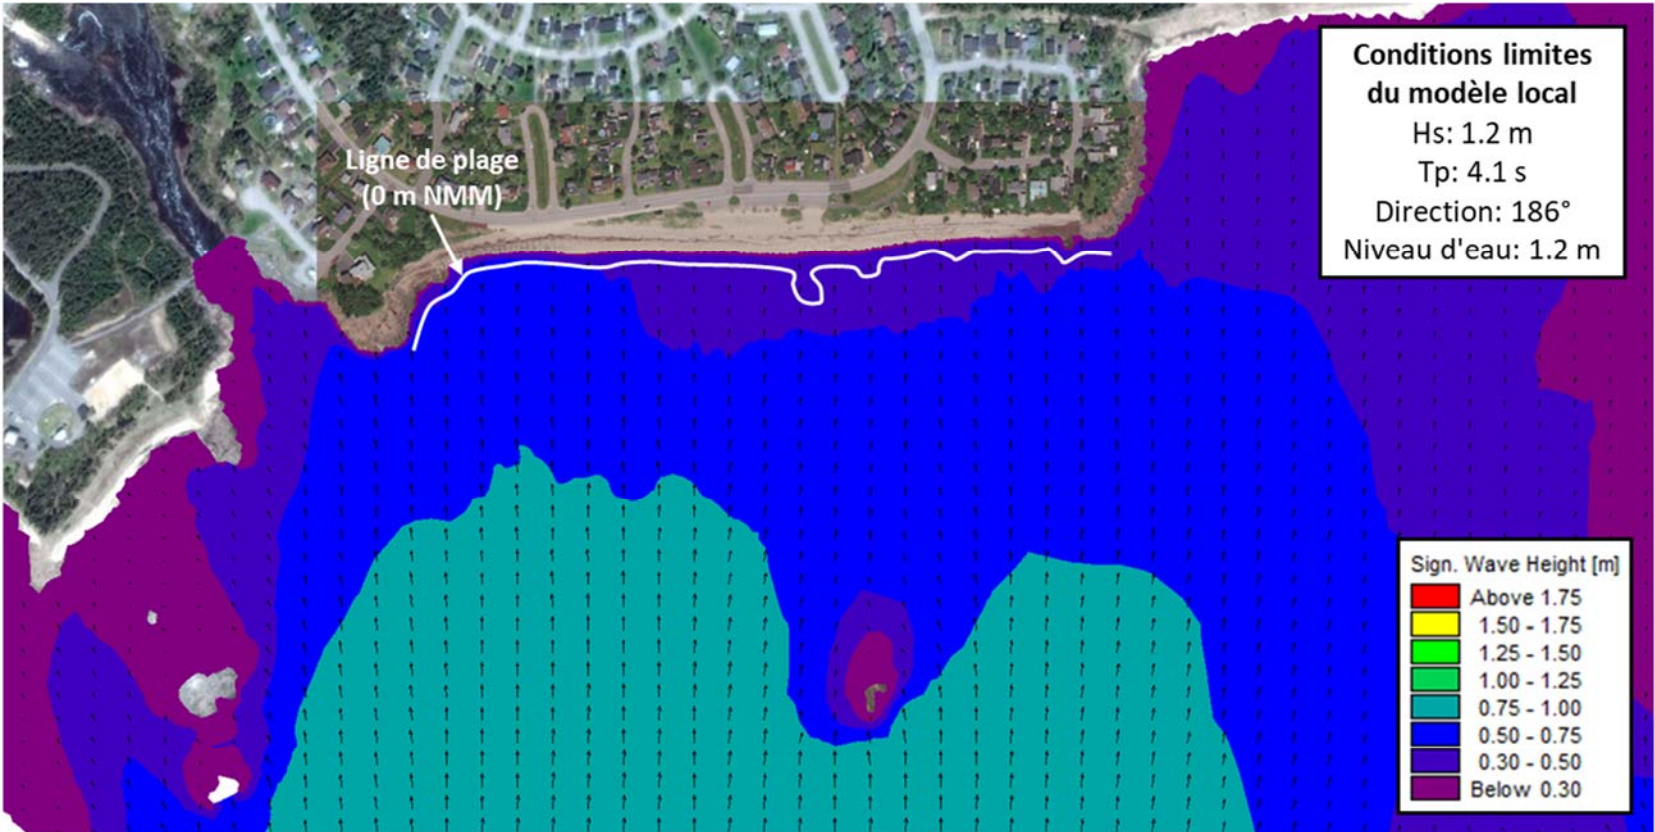 Conditions limites
du modèle local
Hs: 1.2 m
Tp: 4.1 s
Direction: 186°
Niveau d'eau: 1.2 m
Ligne de plage
(0 m NMM)
Sign. Wave Height [m]
Above 1.75
1.50 - 1.75
1.25 - 1.50
1.00 - 1.25
0.75 - 1.00
0.50 - 0.75
0.30 - 0.50
Below 0.30